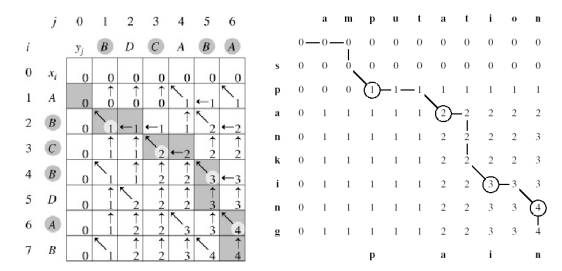 j 0 1 2 3 4 5 6
i yj B D C A B A
0 xi 0 0 0 0 0 0 0
1 A 0 0 0 0 1 1 1
2 B 0 1 1 1 1 2 2
3 C 0 1 1 2 2 2 2
4 B 0 1 1 2 2 3 3
5 D 0 1 2 2 2 3 3
6 A 0 1 2 2 3 3 4
7 B 0 1 2 2 3 4 4
a m p u t a t i o n
0 0 0 0 0 0 0 0 0 0 0
s 0 0 0 0 0 0 0 0 0 0 0
p 0 0 0 1 1 1 1 1 1 1 1
a 0 1 1 1 1 1 2 2 2 2 2
n 0 1 1 1 1 1 2 2 2 2 3
k 0 1 1 1 1 1 2 2 2 2 3
i 0 1 1 1 1 1 2 2 3 3 3
n 0 1 1 1 1 1 2 2 3 3 4
g 0 1 1 1 1 1 2 2 3 3 4
p a i n